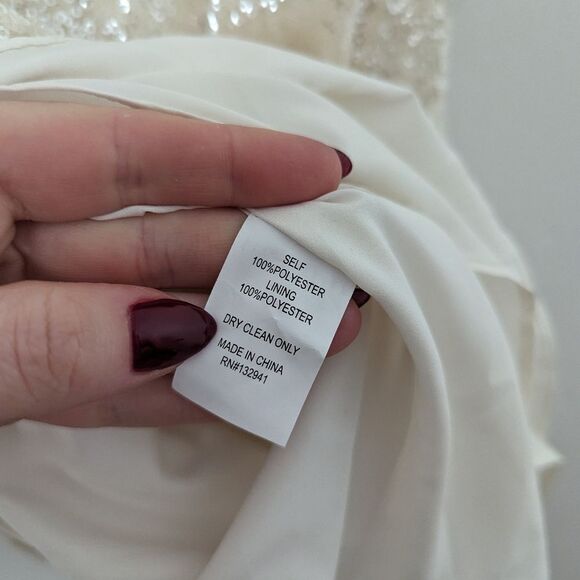 SELF
100%POLYESTER
LINING
100%POLYESTER
DRY CLEAN ONLY
MADE IN CHINA
RN#132941